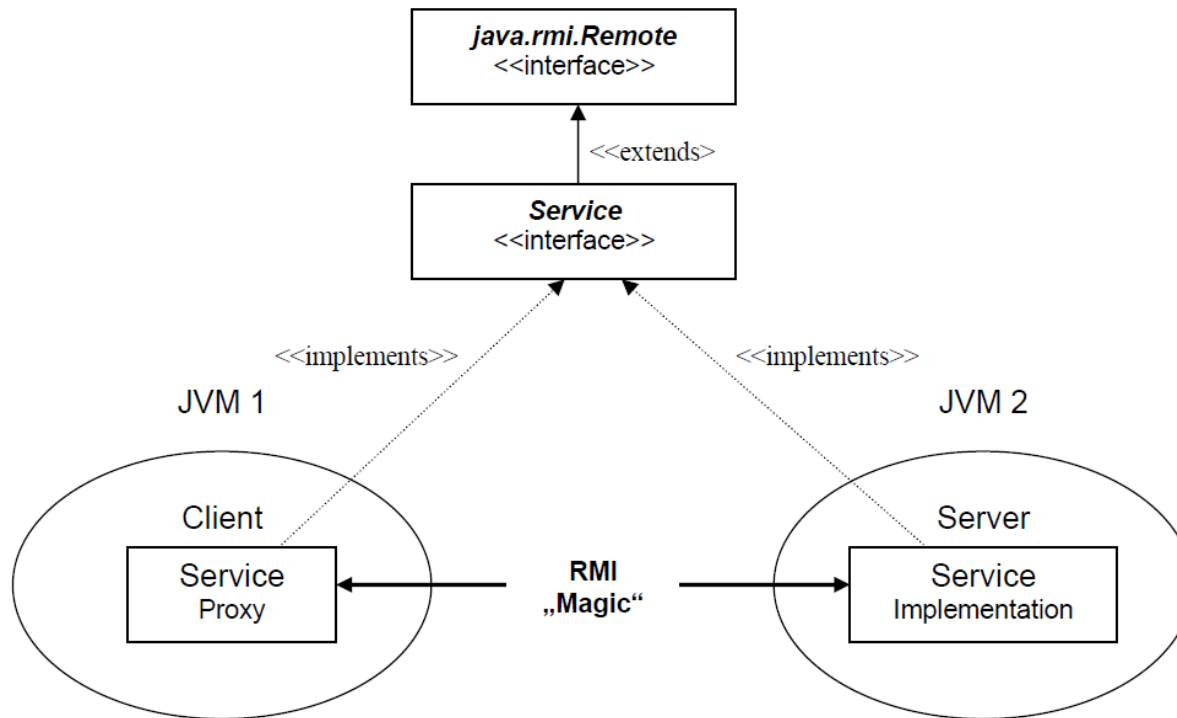 java.rmi.Remote
<<interface>>
<<extends>
Service
<<interface>>
<<implements>>
<<implements>>
JVM 1
JVM 2
Client
Service
Proxy
RMI
„Magic“
Server
Service
Implementation